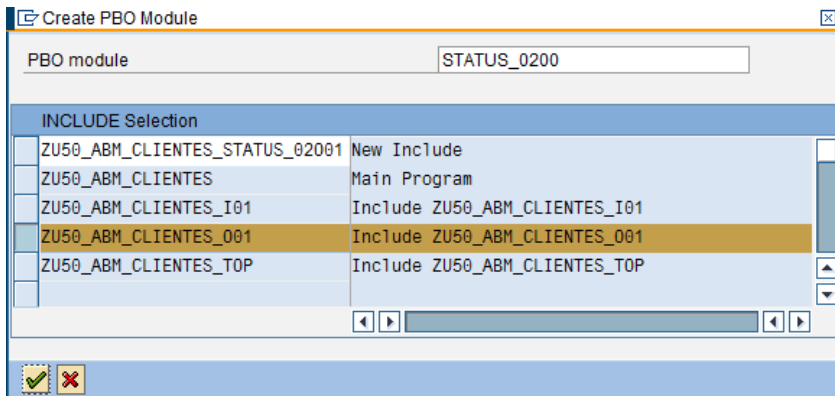 Create PBO Module
PBO module STATUS_0200
INCLUDE Selection
ZU50_ABM_CLIENTES_STATUS_02O01 New Include
ZU50_ABM_CLIENTES Main Program
ZU50_ABM_CLIENTES_I01 Include ZU50_ABM_CLIENTES_I01
ZU50_ABM_CLIENTES_O01 Include ZU50_ABM_CLIENTES_O01
ZU50_ABM_CLIENTES_TOP Include ZU50_ABM_CLIENTES_TOP